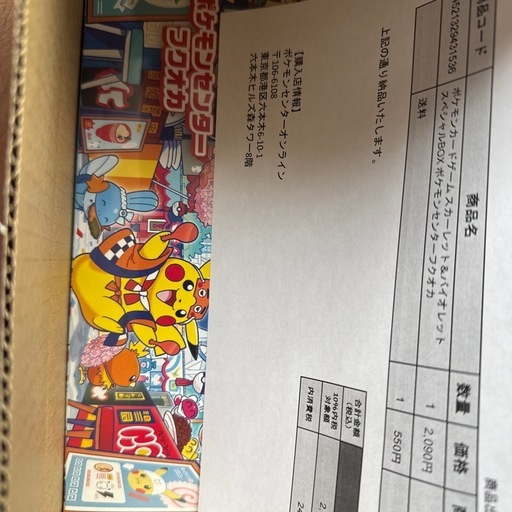 ポケモンセンター
フクオカ
【購入店情報】
ポケモンセンターオンライン
〒106-6108
東京都港区六本木6-10-1
六本木ヒルズ森タワー8階
上記の通り納品いたします。
品コード 商品名 数量 価格
4521329431536 ポケモンカードゲーム スカーレット&バイオレット
スペシャルBOX ポケモンセンターフクオカ 1 2,090円
送料 1 550円
合計金額
(税込)
10%内税
対象額 2,
内消費税 24